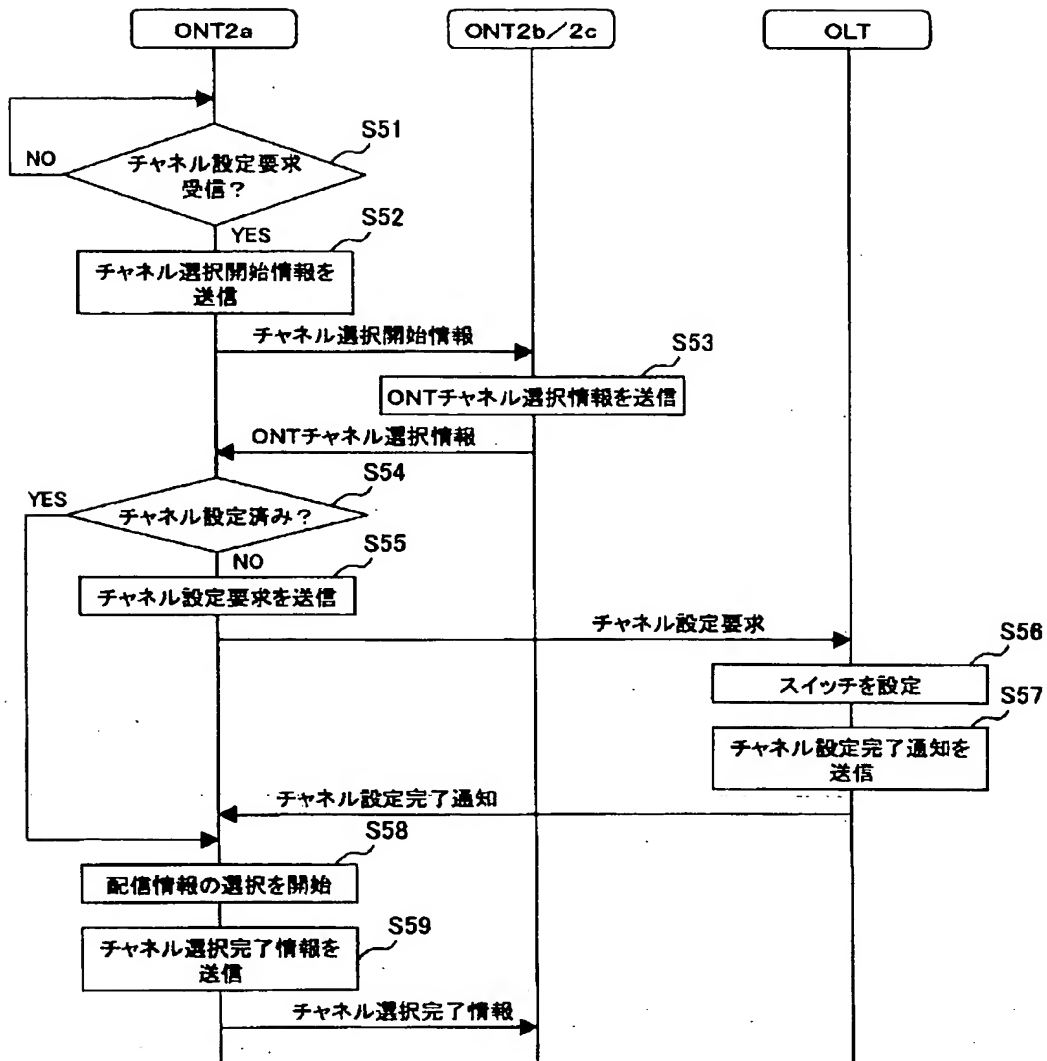 ONT2a
ONT2b/2c
OLT
S51
NO
チャネル設定要求
受信?
YES
S52
チャネル選択開始情報を
送信
チャネル選択開始情報
S53
ONTチャネル選択情報を送信
ONTチャネル選択情報
S54
YES
チャネル設定済み?
NO
S55
チャネル設定要求を送信
チャネル設定要求
S56
スイッチを設定
S57
チャネル設定完了通知を
送信
チャネル設定完了通知
S58
配信情報の選択を開始
S59
チャネル選択完了情報を
送信
チャネル選択完了情報